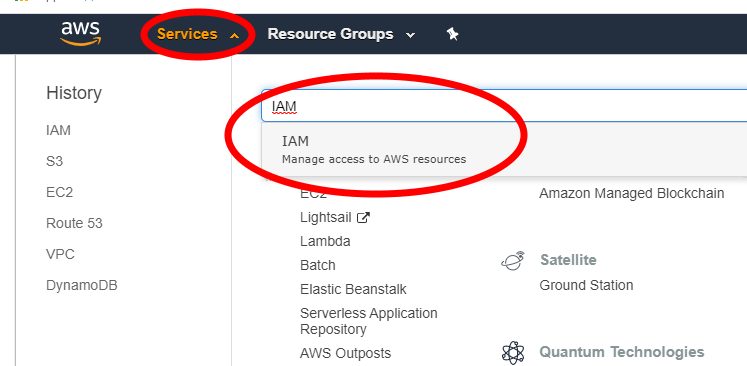 aws
Services
Resource Groups
History
IAM
S3
EC2
Route 53
VPC
DynamoDB
IAM
IAM
Manage access to AWS resources
EC2
Lightsail
Lambda
Batch
Elastic Beanstalk
Serverless Application
Repository
AWS Outposts
Amazon Managed Blockchain
Satellite
Ground Station
Quantum Technologies